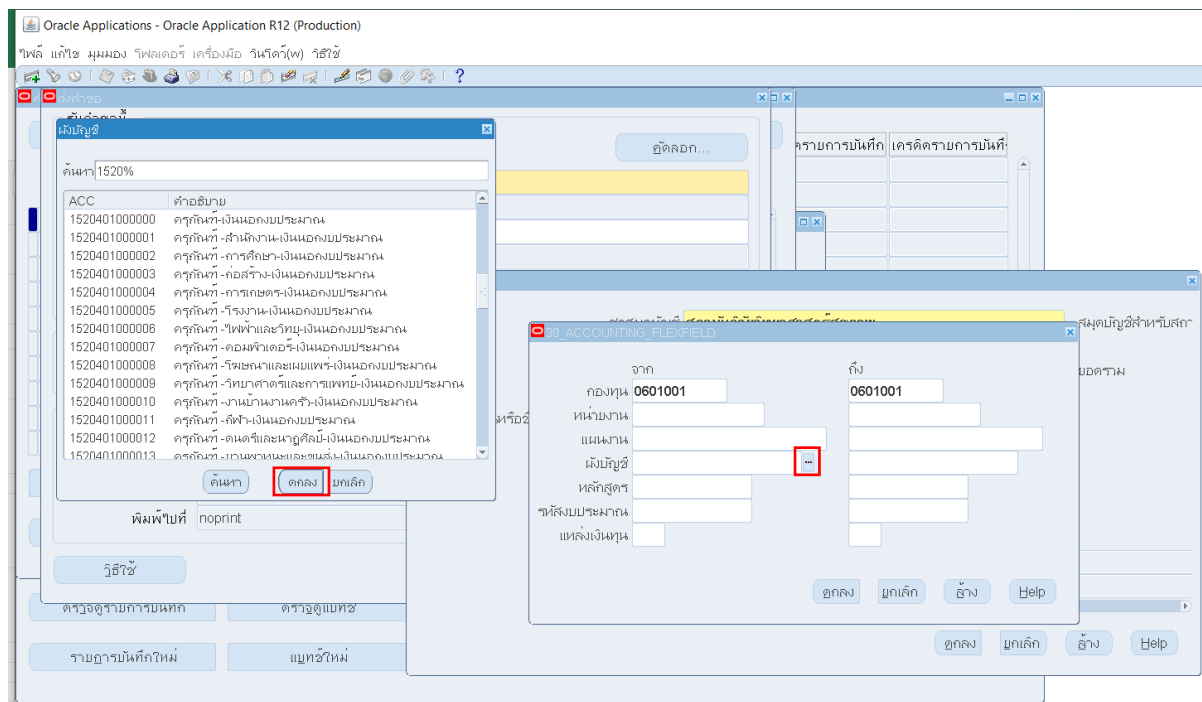 Oracle Applications - Oracle Application R12 (Production)
ไฟล์ แก้ไข มุมมอง โฟลเดอร์ เครื่องมือ วินโดว์(w) วิธีใช้
ส่งคำขอ
ผังบัญชี
ค้นหา 1520%
ACC คำอธิบาย
1520401000000 ครุภัณฑ์-เงินนอกงบประมาณ
1520401000001 ครุภัณฑ์ -สำนักงาน-เงินนอกงบประมาณ
1520401000002 ครุภัณฑ์ -การศึกษา-เงินนอกงบประมาณ
1520401000003 ครุภัณฑ์ -ก่อสร้าง-เงินนอกงบประมาณ
1520401000004 ครุภัณฑ์ -การเกษตร-เงินนอกงบประมาณ
1520401000005 ครุภัณฑ์ -โรงงาน-เงินนอกงบประมาณ
1520401000006 ครุภัณฑ์ -ไฟฟ้าและวิทยุ-เงินนอกงบประมาณ
1520401000007 ครุภัณฑ์ -คอมพิวเตอร์-เงินนอกงบประมาณ
1520401000008 ครุภัณฑ์ -โฆษณาและเผยแพร่-เงินนอกงบประมาณ
1520401000009 ครุภัณฑ์ -วิทยาศาตร์และการแพทย์-เงินนอกงบประมาณ
1520401000010 ครุภัณฑ์ -งานบ้านงานครัว-เงินนอกงบประมาณ
1520401000011 ครุภัณฑ์ -กีฬา-เงินนอกงบประมาณ
1520401000012 ครุภัณฑ์ -ดนตรีและนาฏศิลป์-เงินนอกงบประมาณ
1520401000013 ครุภัณฑ์ -ยานพาหนะและขนส่ง-เงินนอกงบประมาณ
ค้นหา ตกลง ยกเลิก
คัดลอก...
เครดิตรายการบันทึก
พิมพ์ใบที่ noprint
วิธีใช้
ตรวจดูรายการบันทึก ตรวจดูแบทช์
รายการบันทึกใหม่ แบทช์ใหม่
สมุดบัญชีสำหรับสกา
ยอดรวม
30_ACCOUNTING_FLEXFIELD
จาก ถึง
กองทุน 0601001 0601001
หน่วยงาน
แผนงาน
ผังบัญชี ...
หลักสูตร
รหัสงบประมาณ
แหล่งเงินทุน
ตกลง ยกเลิก ล้าง Help
ตกลง ยกเลิก ล้าง Help